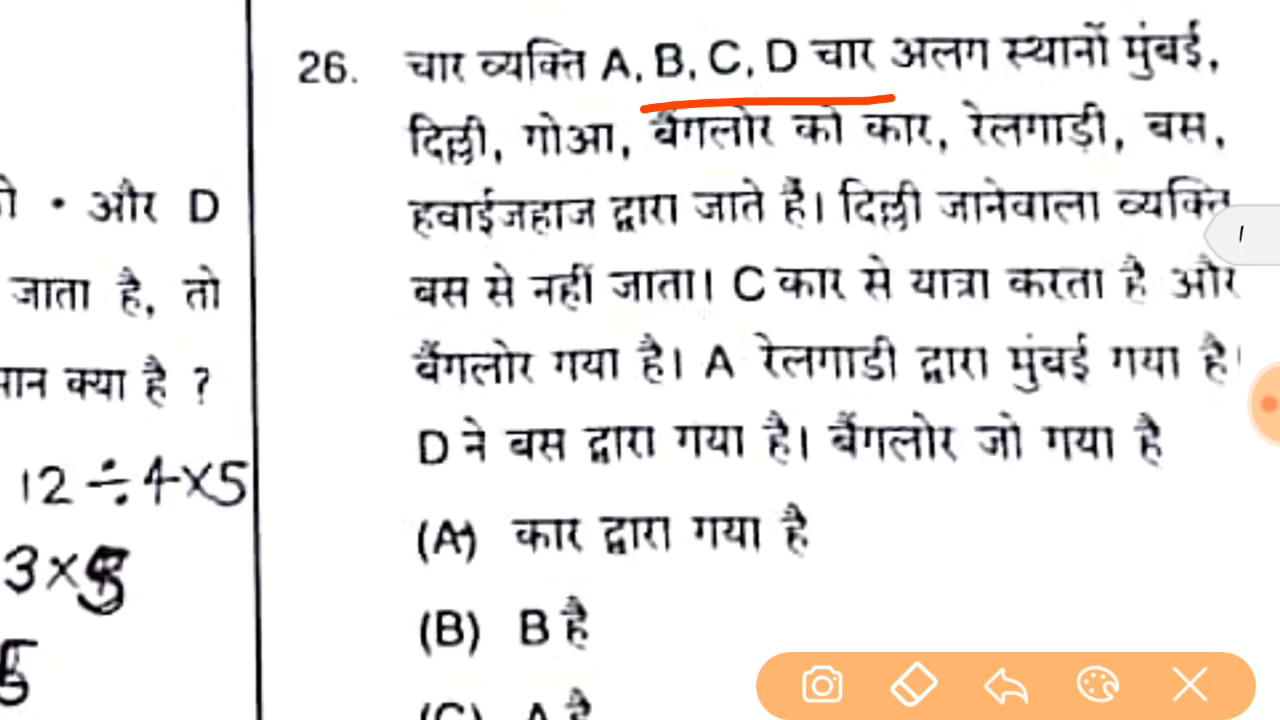 26. चार व्यक्ति A, B, C, D चार अलग स्थानों मुंबई,
दिल्ली, गोआ, बैंगलोर को कार, रेलगाड़ी, बस,
हवाईजहाज द्वारा जाते हैं। दिल्ली जानेवाला व्यक्ति
बस से नहीं जाता। C कार से यात्रा करता है और
बैंगलोर गया है। A रेलगाडी द्वारा मुंबई गया है।
D ने बस द्वारा गया है। बैंगलोर जो गया है
(A) कार द्वारा गया है
(B) B है
(C) A है
• और D
जाता है, तो
क्या है ?
12 ÷ 4 × 5
3 × 5
5